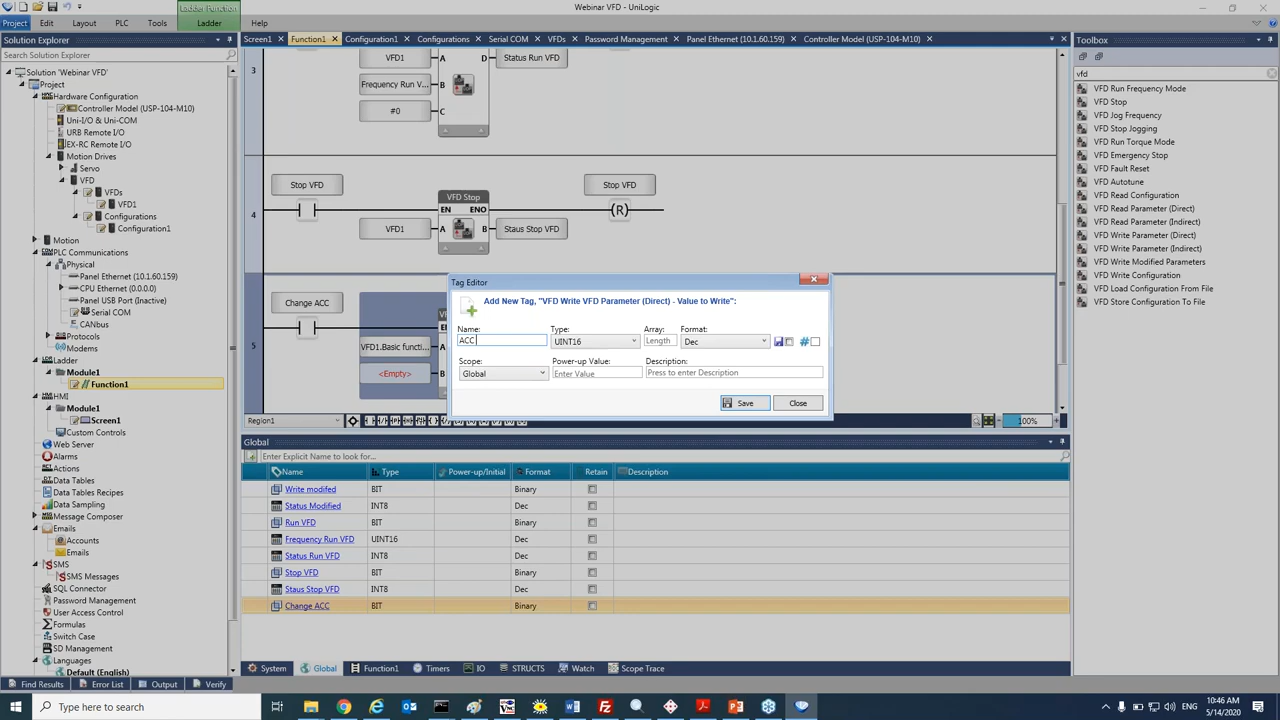 Webinar VFD - UniLogic
Ladder Function
Project Edit Layout PLC Tools Ladder Help
Solution Explorer
Search Solution Explorer
Solution 'Webinar VFD'
Project
Hardware Configuration
Controller Model (USP-104-M10)
Uni-I/O & Uni-COM
URB Remote I/O
EX-RC Remote I/O
Motion Drives
Servo
VFD
VFDs
VFD1
Configurations
Configuration1
Motion
PLC Communications
Physical
Panel Ethernet (10.1.60.159)
CPU Ethernet (0.0.0.0)
Panel USB Port (Inactive)
Serial COM
CANbus
Protocols
Modems
Ladder
Module1
Function1
HMI
Module1
Screen1
Custom Controls
Web Server
Alarms
Actions
Data Tables
Data Tables Recipes
Data Sampling
Message Composer
Emails
Accounts
Emails
SMS
SMS Messages
SQL Connector
Password Management
User Access Control
Formulas
Switch Case
SD Management
Languages
Default (English)
Find Results Error List Output Verify
Screen1 Function1 Configuration1 Configurations Serial COM VFDs Password Management Panel Ethernet (10.1.60.159) Controller Model (USP-104-M10)
3
VFD1 A D Status Run VFD
Frequency Run V... B
#0 C
4
Stop VFD VFD Stop Stop VFD
EN ENO (R)
VFD1 A B Staus Stop VFD
5
Change ACC
VFD1.Basic functi... A
<Empty> B
Tag Editor
Add New Tag, "VFD Write VFD Parameter (Direct) - Value to Write":
Name: Type: Array: Format:
ACC UINT16 Length Dec #
Scope: Power-up Value: Description:
Global Enter Value Press to enter Description
Save Close
Region1 100%
Global
Enter Explicit Name to look for...
Name Type Power-up/Initial Format Retain Description
Write modifed BIT Binary
Status Modified INT8 Dec
Run VFD BIT Binary
Frequency Run VFD UINT16 Dec
Status Run VFD INT8 Dec
Stop VFD BIT Binary
Staus Stop VFD INT8 Dec
Change ACC BIT Binary
System Global Function1 Timers IO STRUCTS Watch Scope Trace
Toolbox
vfd
VFD Run Frequency Mode
VFD Stop
VFD Jog Frequency
VFD Stop Jogging
VFD Run Torque Mode
VFD Emergency Stop
VFD Fault Reset
VFD Autotune
VFD Read Configuration
VFD Read Parameter (Direct)
VFD Read Parameter (Indirect)
VFD Write Parameter (Direct)
VFD Write Parameter (Indirect)
VFD Write Modified Parameters
VFD Write Configuration
VFD Load Configuration From File
VFD Store Configuration To File
Type here to search
10:46 AM
5/14/2020